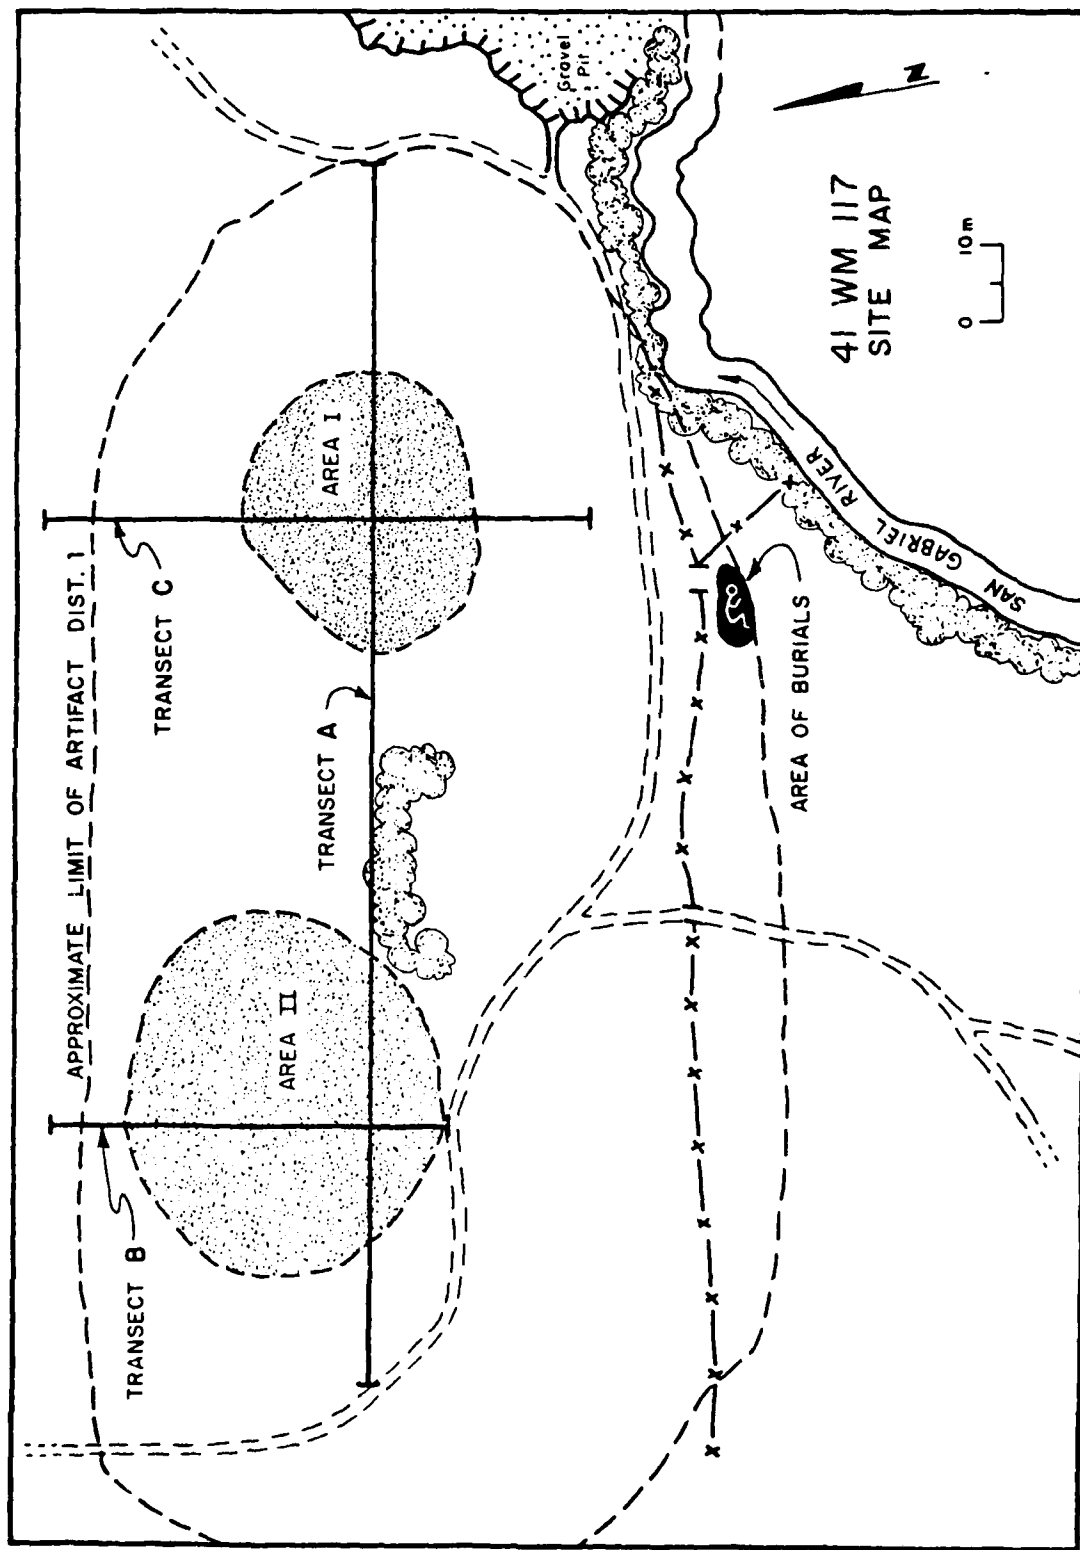 APPROXIMATE LIMIT OF ARTIFACT DIST. 1
TRANSECT B
TRANSECT C
AREA II
AREA I
TRANSECT A
Gravel
Pit
AREA OF BURIALS
SAN GABRIEL RIVER
N
41 WM 117
SITE MAP
0 10m